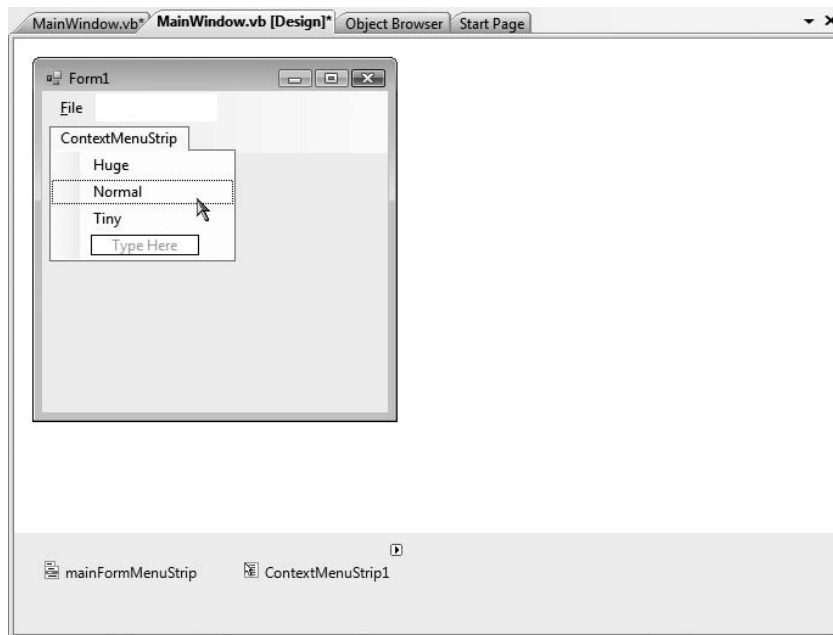 MainWindow.vb* MainWindow.vb [Design]* Object Browser Start Page
Form1
File
ContextMenuStrip
Huge
Normal
Tiny
Type Here
mainFormMenuStrip ContextMenuStrip1